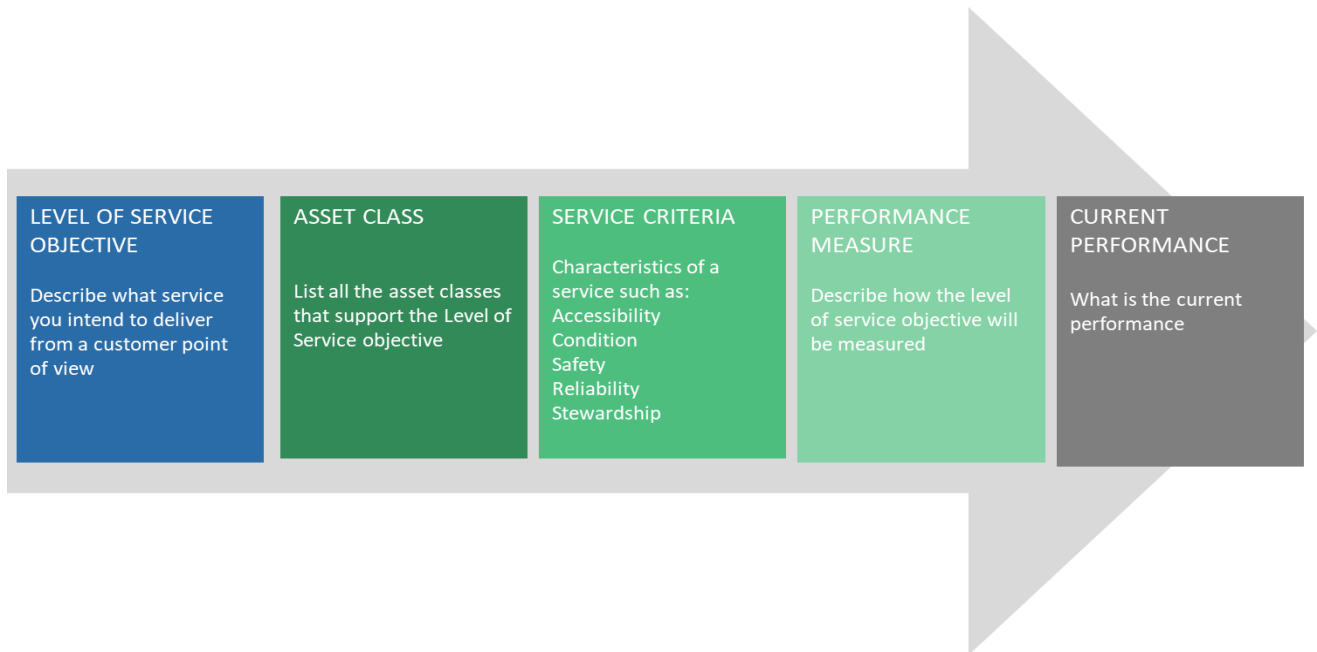 LEVEL OF SERVICE
OBJECTIVE
Describe what service
you intend to deliver
from a customer point
of view
ASSET CLASS
List all the asset classes
that support the Level of
Service objective
SERVICE CRITERIA
Characteristics of a
service such as:
Accessibility
Condition
Safety
Reliability
Stewardship
PERFORMANCE
MEASURE
Describe how the level
of service objective will
be measured
CURRENT
PERFORMANCE
What is the current
performance